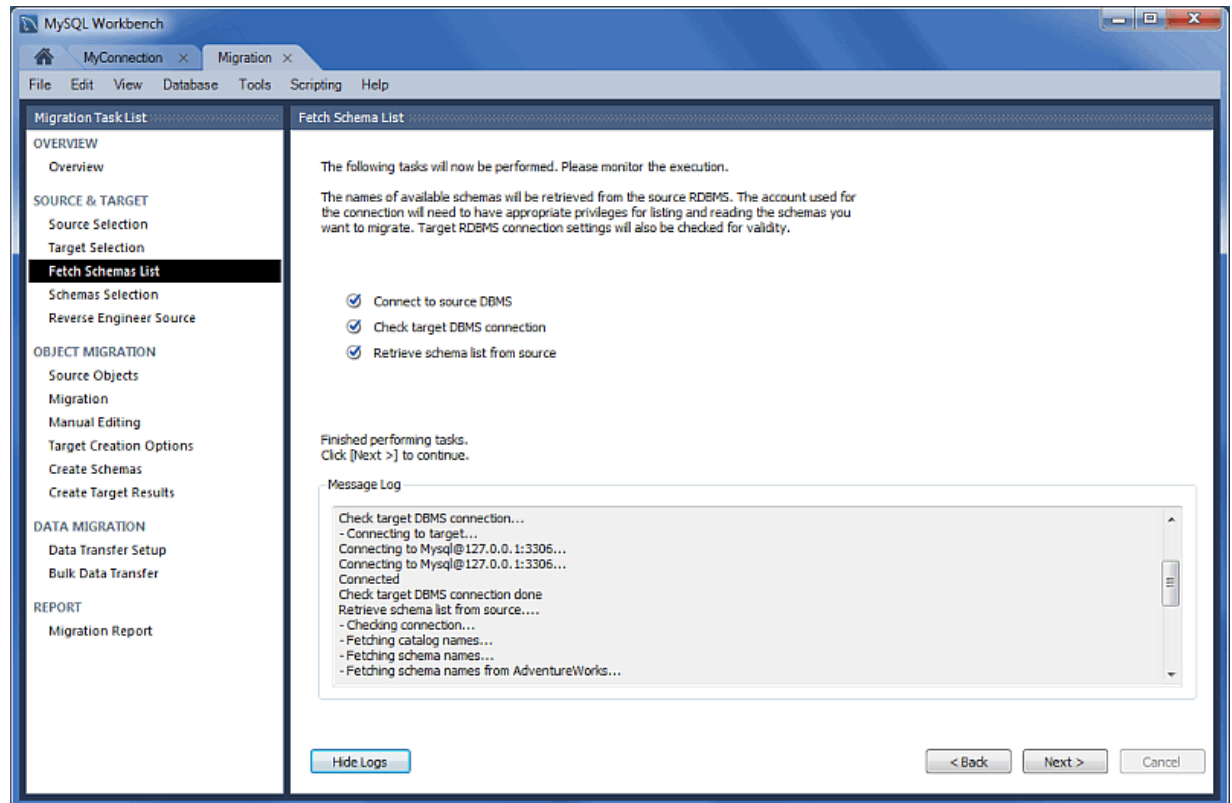 MySQL Workbench
MyConnection
Migration
File Edit View Database Tools Scripting Help
Migration Task List
OVERVIEW
Overview
SOURCE & TARGET
Source Selection
Target Selection
Fetch Schemas List
Schemas Selection
Reverse Engineer Source
OBJECT MIGRATION
Source Objects
Migration
Manual Editing
Target Creation Options
Create Schemas
Create Target Results
DATA MIGRATION
Data Transfer Setup
Bulk Data Transfer
REPORT
Migration Report
Fetch Schema List
The following tasks will now be performed. Please monitor the execution.
The names of available schemas will be retrieved from the source RDBMS. The account used for
the connection will need to have appropriate privileges for listing and reading the schemas you
want to migrate. Target RDBMS connection settings will also be checked for validity.
Connect to source DBMS
Check target DBMS connection
Retrieve schema list from source
Finished performing tasks.
Click [Next >] to continue.
Message Log
Check target DBMS connection...
- Connecting to target...
Connecting to Mysql@127.0.0.1:3306...
Connecting to Mysql@127.0.0.1:3306...
Connected
Check target DBMS connection done
Retrieve schema list from source....
- Checking connection...
- Fetching catalog names...
- Fetching schema names...
- Fetching schema names from AdventureWorks...
Hide Logs
< Back
Next >
Cancel